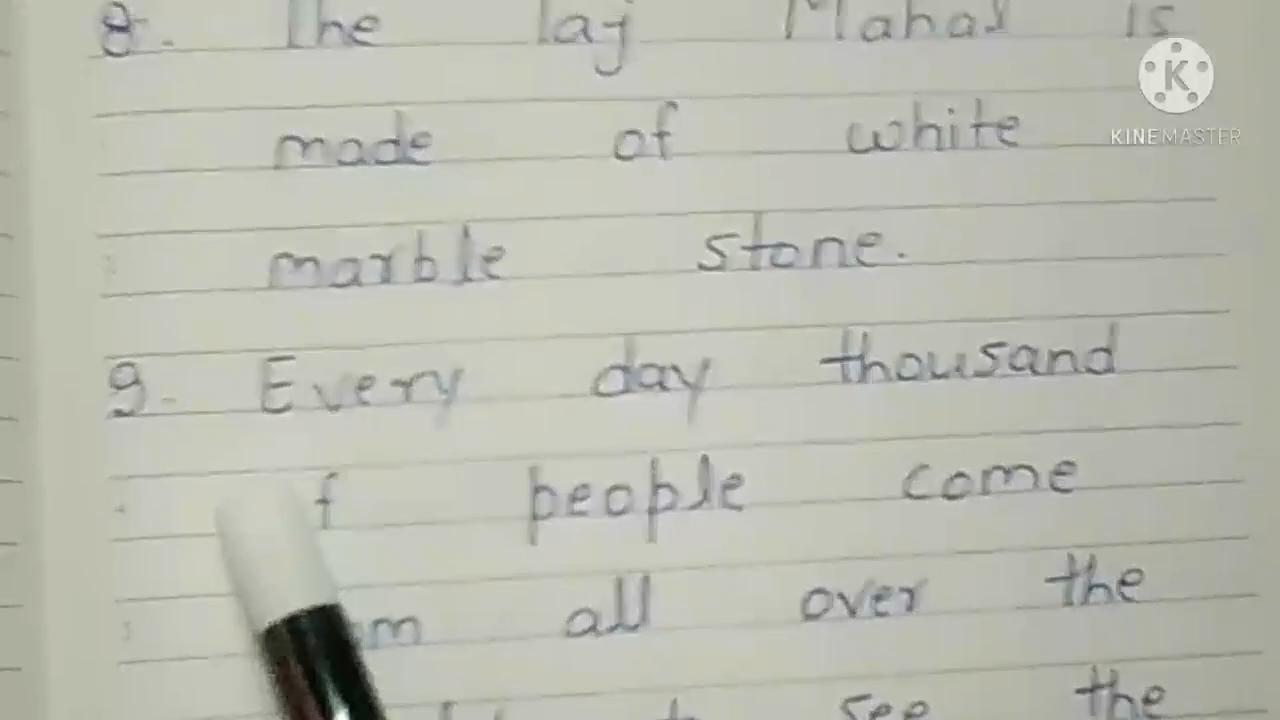 8. The Taj Mahal is
made of white
marble stone.
9. Every day thousand
f people come
m all over the
see the
K
KINEMASTER